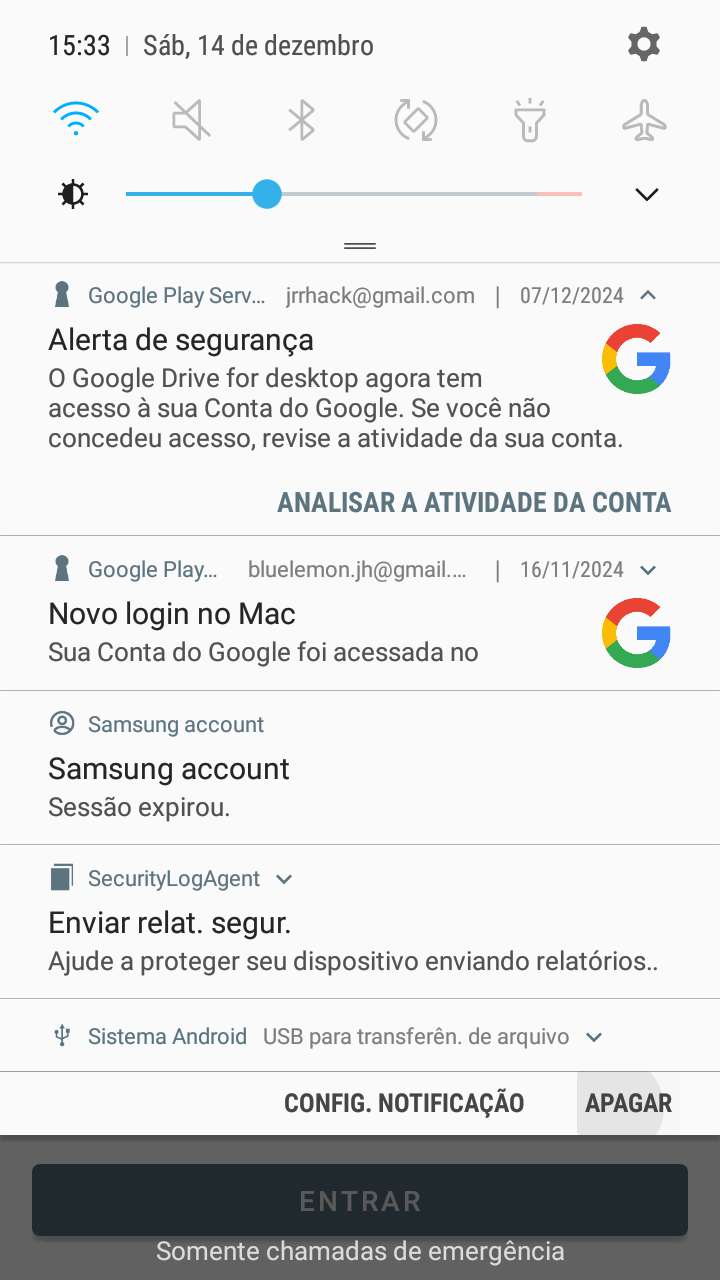 15:33 | Sáb, 14 de dezembro
Google Play Serv... jrrhack@gmail.com | 07/12/2024
Alerta de segurança
O Google Drive for desktop agora tem
acesso à sua Conta do Google. Se você não
concedeu acesso, revise a atividade da sua conta.
ANALISAR A ATIVIDADE DA CONTA
Google Play... bluelemon.jh@gmail.... | 16/11/2024
Novo login no Mac
Sua Conta do Google foi acessada no
Samsung account
Samsung account
Sessão expirou.
SecurityLogAgent
Enviar relat. segur.
Ajude a proteger seu dispositivo enviando relatórios..
Sistema Android USB para transferên. de arquivo
CONFIG. NOTIFICAÇÃO APAGAR
ENTRAR
Somente chamadas de emergência